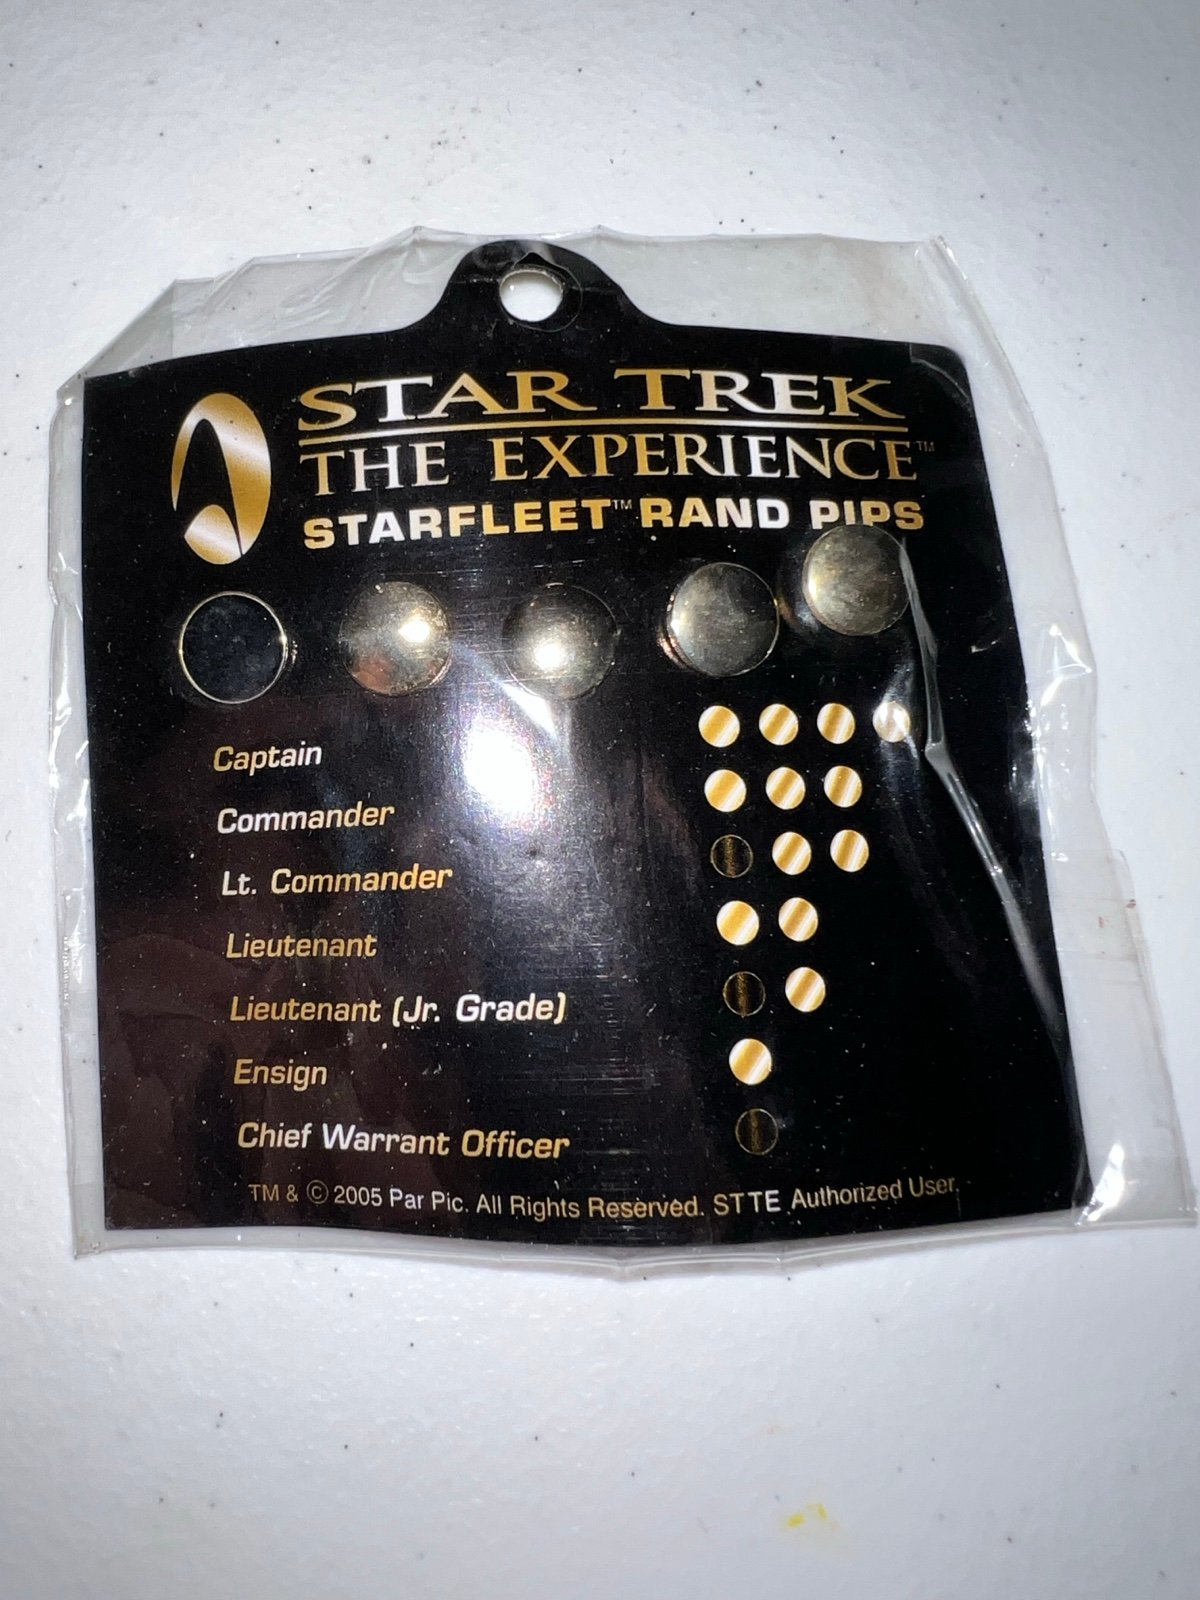 STAR TREK
THE EXPERIENCE™
STARFLEET™ RAND PIPS
Captain
Commander
Lt. Commander
Lieutenant
Lieutenant (Jr. Grade)
Ensign
Chief Warrant Officer
TM & © 2005 Par Pic. All Rights Reserved. STTE Authorized User.